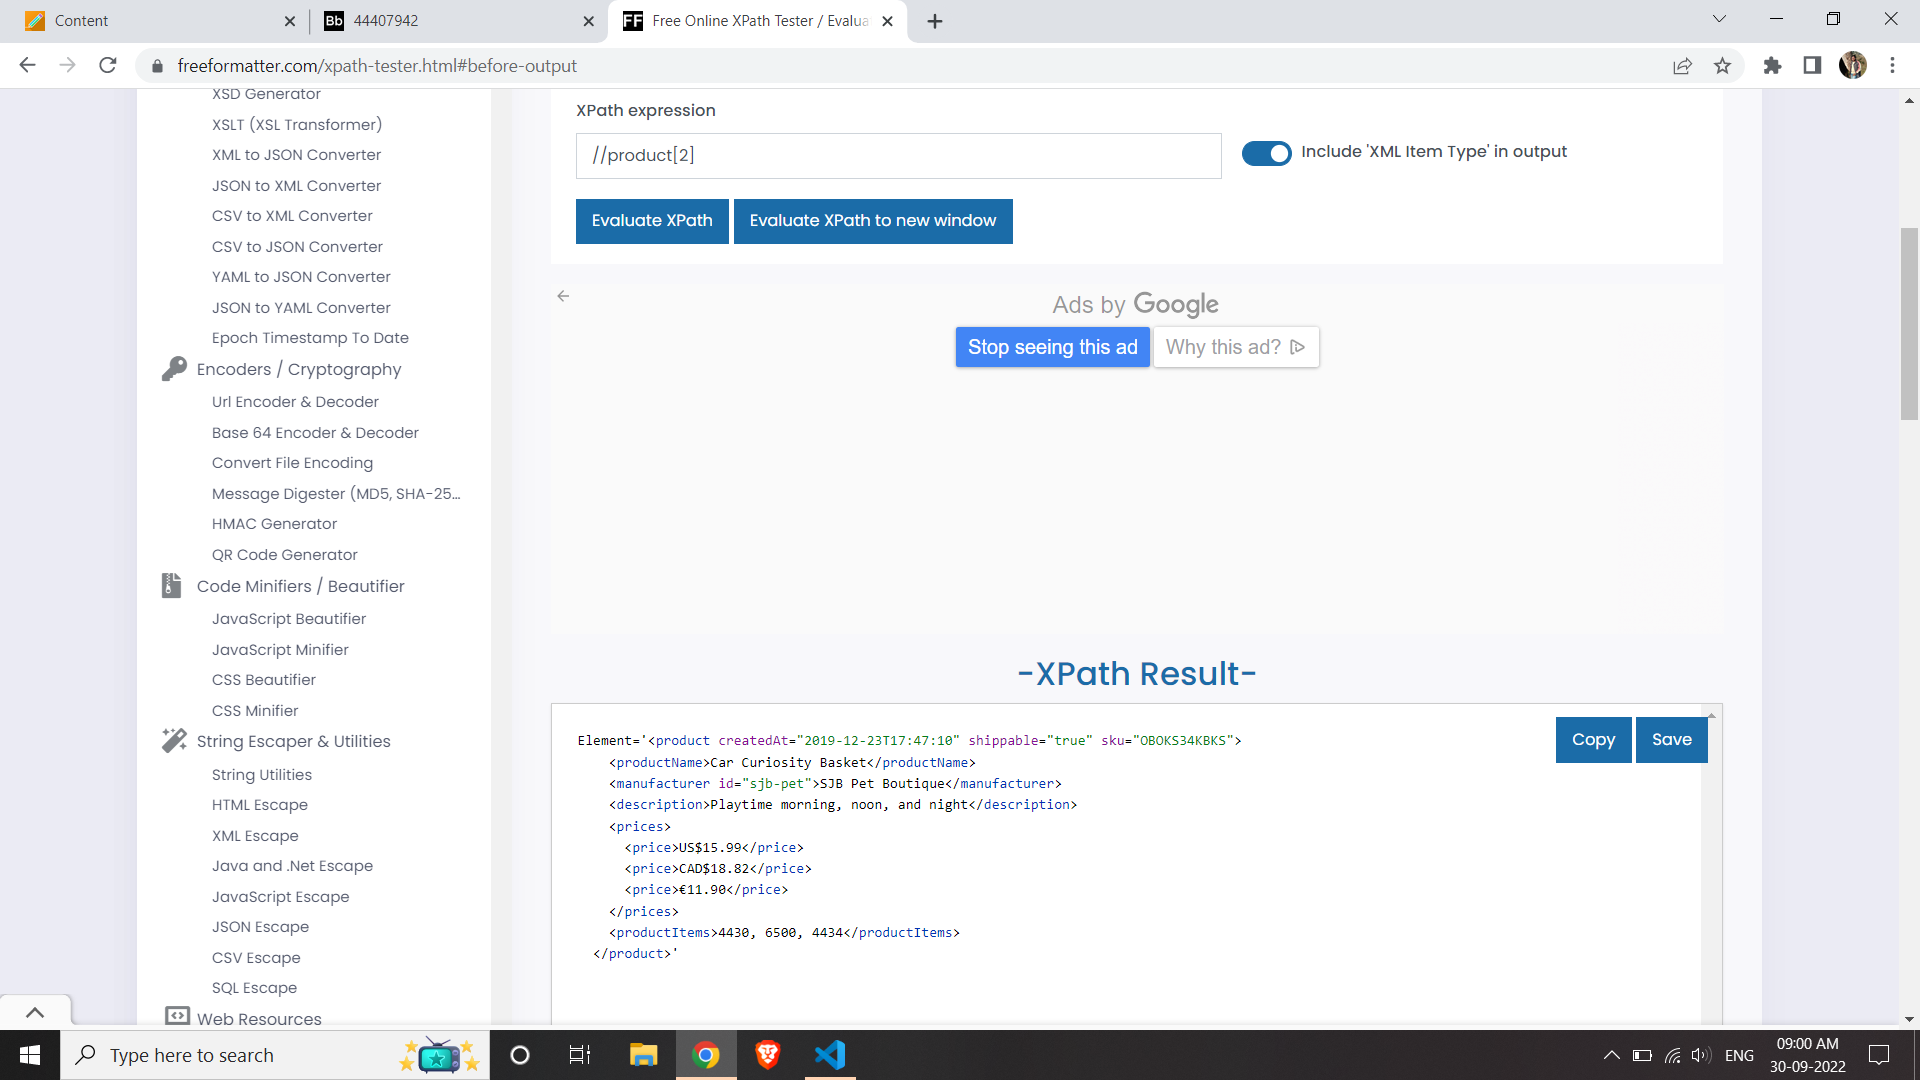 Content
Bb 44407942
FF Free Online XPath Tester / Evalua
freeformatter.com/xpath-tester.html#before-output
XSD Generator
XSLT (XSL Transformer)
XML to JSON Converter
JSON to XML Converter
CSV to XML Converter
CSV to JSON Converter
YAML to JSON Converter
JSON to YAML Converter
Epoch Timestamp To Date
Encoders / Cryptography
Url Encoder & Decoder
Base 64 Encoder & Decoder
Convert File Encoding
Message Digester (MD5, SHA-25...
HMAC Generator
QR Code Generator
Code Minifiers / Beautifier
JavaScript Beautifier
JavaScript Minifier
CSS Beautifier
CSS Minifier
String Escaper & Utilities
String Utilities
HTML Escape
XML Escape
Java and .Net Escape
JavaScript Escape
JSON Escape
CSV Escape
SQL Escape
Web Resources
XPath expression
//product[2]
Include 'XML Item Type' in output
Evaluate XPath
Evaluate XPath to new window
Ads by Google
Stop seeing this ad
Why this ad?
-XPath Result-
Copy
Save
Element='<product createdAt="2019-12-23T17:47:10" shippable="true" sku="OBOKS34KBKS">
<productName>Car Curiosity Basket</productName>
<manufacturer id="sjb-pet">SJB Pet Boutique</manufacturer>
<description>Playtime morning, noon, and night</description>
<prices>
<price>US$15.99</price>
<price>CAD$18.82</price>
<price>€11.90</price>
</prices>
<productItems>4430, 6500, 4434</productItems>
</product>'
Type here to search
ENG
09:00 AM
30-09-2022